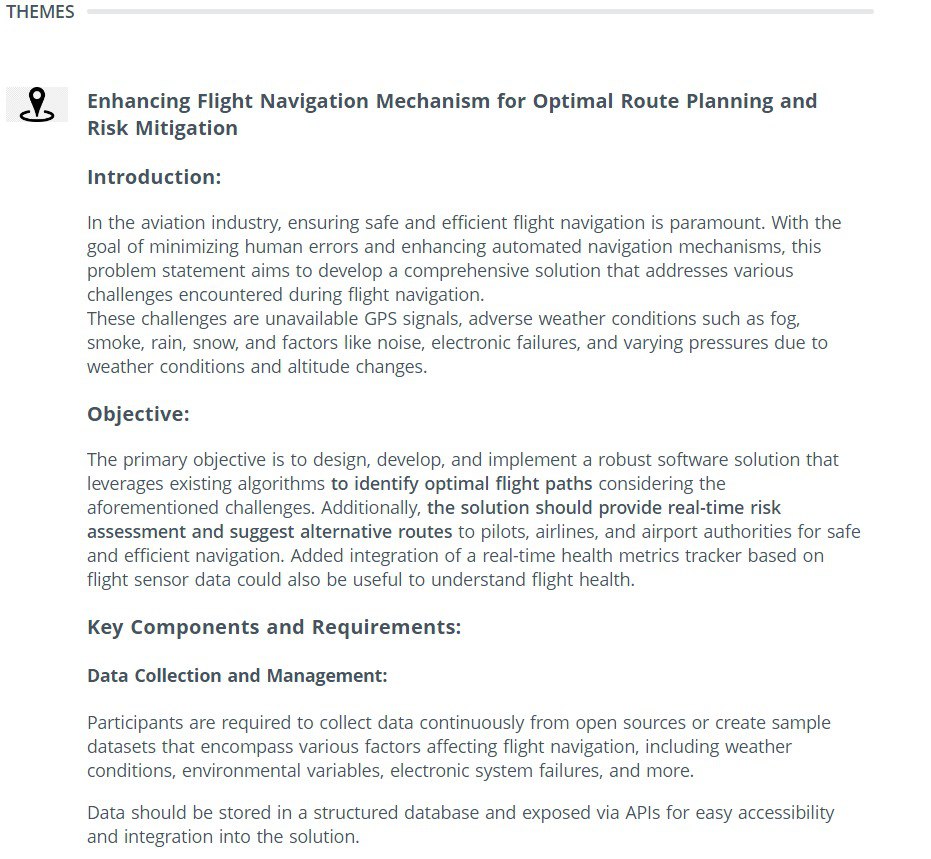 THEMES
Enhancing Flight Navigation Mechanism for Optimal Route Planning and
Risk Mitigation
Introduction:
In the aviation industry, ensuring safe and efficient flight navigation is paramount. With the
goal of minimizing human errors and enhancing automated navigation mechanisms, this
problem statement aims to develop a comprehensive solution that addresses various
challenges encountered during flight navigation.
These challenges are unavailable GPS signals, adverse weather conditions such as fog,
smoke, rain, snow, and factors like noise, electronic failures, and varying pressures due to
weather conditions and altitude changes.
Objective:
The primary objective is to design, develop, and implement a robust software solution that
leverages existing algorithms to identify optimal flight paths considering the
aforementioned challenges. Additionally, the solution should provide real-time risk
assessment and suggest alternative routes to pilots, airlines, and airport authorities for safe
and efficient navigation. Added integration of a real-time health metrics tracker based on
flight sensor data could also be useful to understand flight health.
Key Components and Requirements:
Data Collection and Management:
Participants are required to collect data continuously from open sources or create sample
datasets that encompass various factors affecting flight navigation, including weather
conditions, environmental variables, electronic system failures, and more.
Data should be stored in a structured database and exposed via APIs for easy accessibility
and integration into the solution.